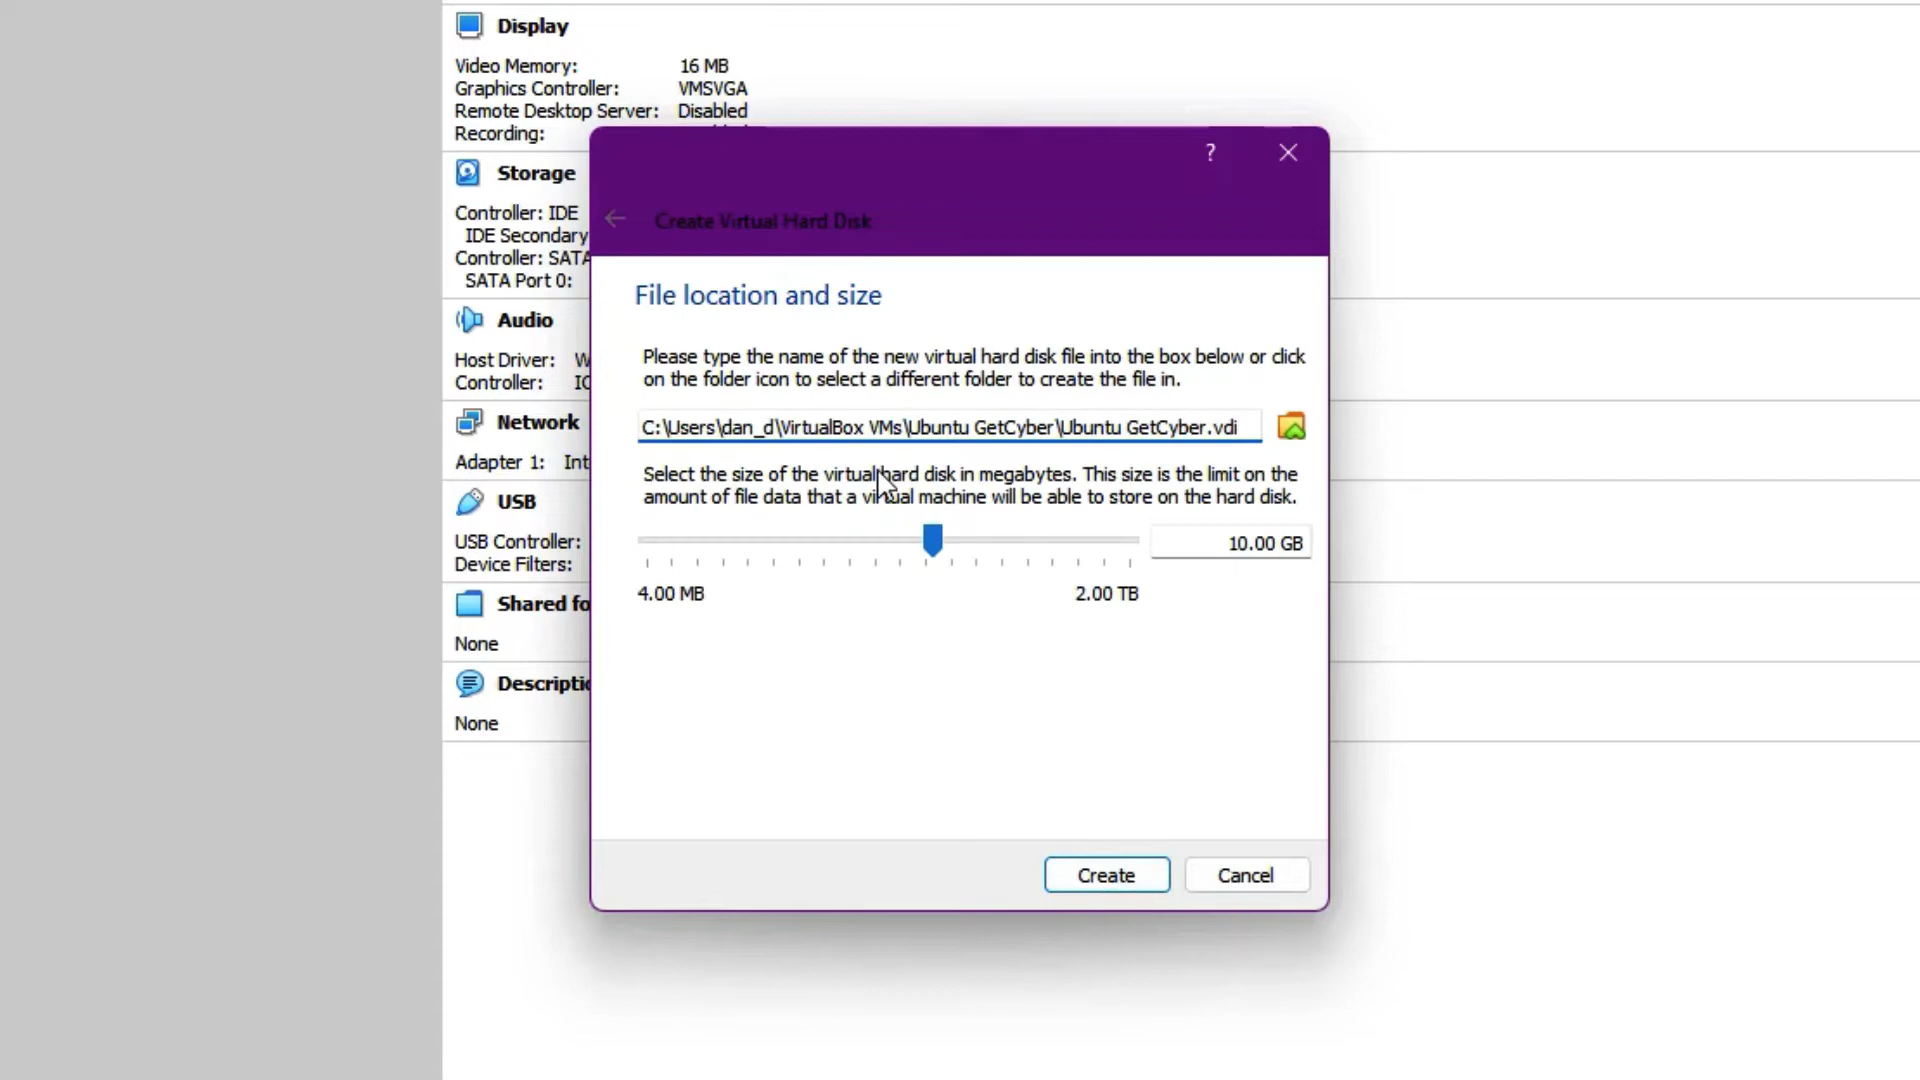 Display
Video Memory: 16 MB
Graphics Controller: VMSVGA
Remote Desktop Server: Disabled
Recording:
Storage
Controller: IDE
IDE Secondary
Controller: SATA
SATA Port 0:
Audio
Host Driver: W
Controller: IC
Network
Adapter 1: Int
USB
USB Controller:
Device Filters:
Shared fo
None
Descriptio
None
?
Create Virtual Hard Disk
File location and size
Please type the name of the new virtual hard disk file into the box below or click
on the folder icon to select a different folder to create the file in.
C:\Users\dan_d\VirtualBox VMs\Ubuntu GetCyber\Ubuntu GetCyber.vdi
Select the size of the virtual hard disk in megabytes. This size is the limit on the
amount of file data that a virtual machine will be able to store on the hard disk.
10.00 GB
4.00 MB 2.00 TB
Create Cancel